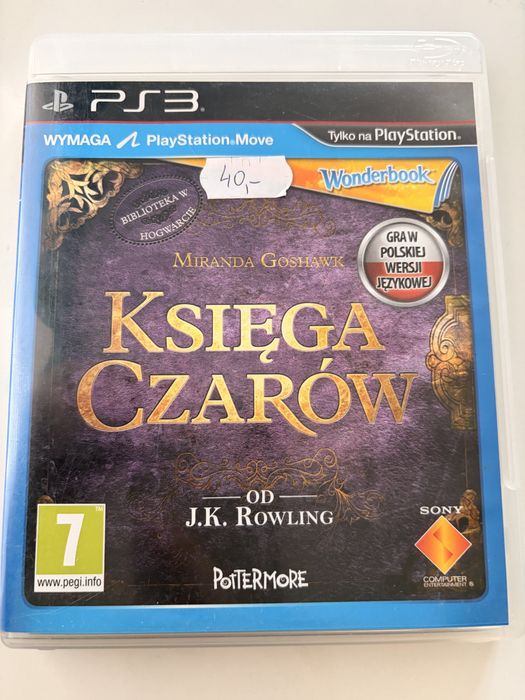 PS3
WYMAGA PlayStation®Move
Tylko na PlayStation®
40,-
Wonderbook™
BIBLIOTEKA W
HOGWARCIE
GRA W
POLSKIEJ
WERSJI
JĘZYKOWEJ
MIRANDA GOSHAWK
KSIĘGA
CZARÓW
OD
J.K. ROWLING
7
www.pegi.info
POTTERMORE
SONY
COMPUTER
ENTERTAINMENT ®